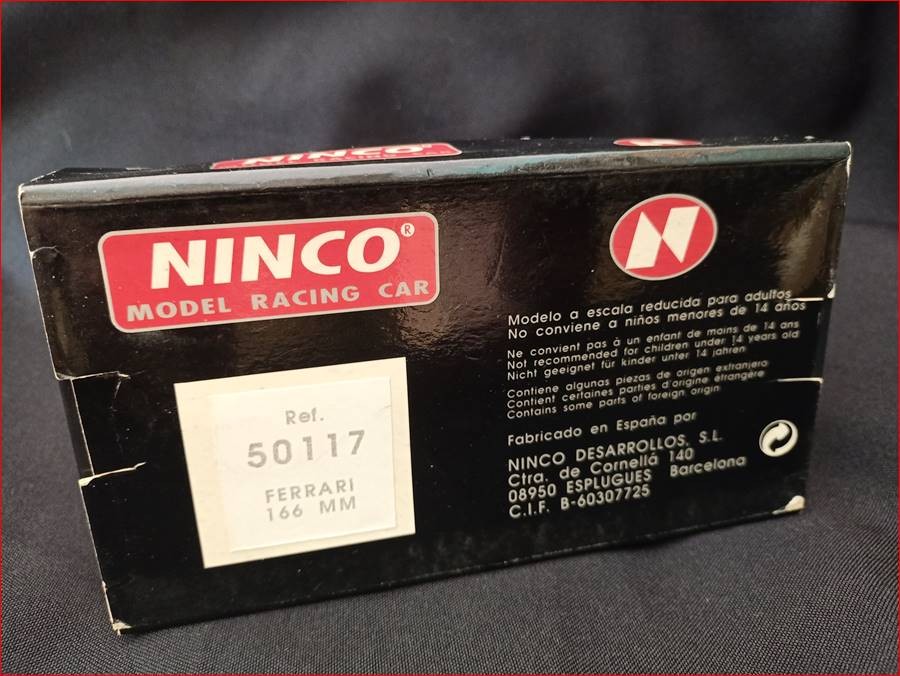 NINCO
MODEL RACING CAR
NINCO®
MODEL RACING CAR
N
Ref.
50117
FERRARI
166 MM
Modelo a escala reducida para adultos
No conviene a niños menores de 14 años
Ne convient pas à un enfant de moins de 14 ans
Not recommended for children under 14 years old
Nicht geeignet für kinder unter 14 jahren
Contiene algunas piezas de origen extranjero
Contient certaines parties d'origine étrangère
Contains some parts of foreign origin
Fabricado en España por
NINCO DESARROLLOS, S.L.
Ctra. de Cornellá 140
08950 ESPLUGUES Barcelona
C.I.F. B-60307725